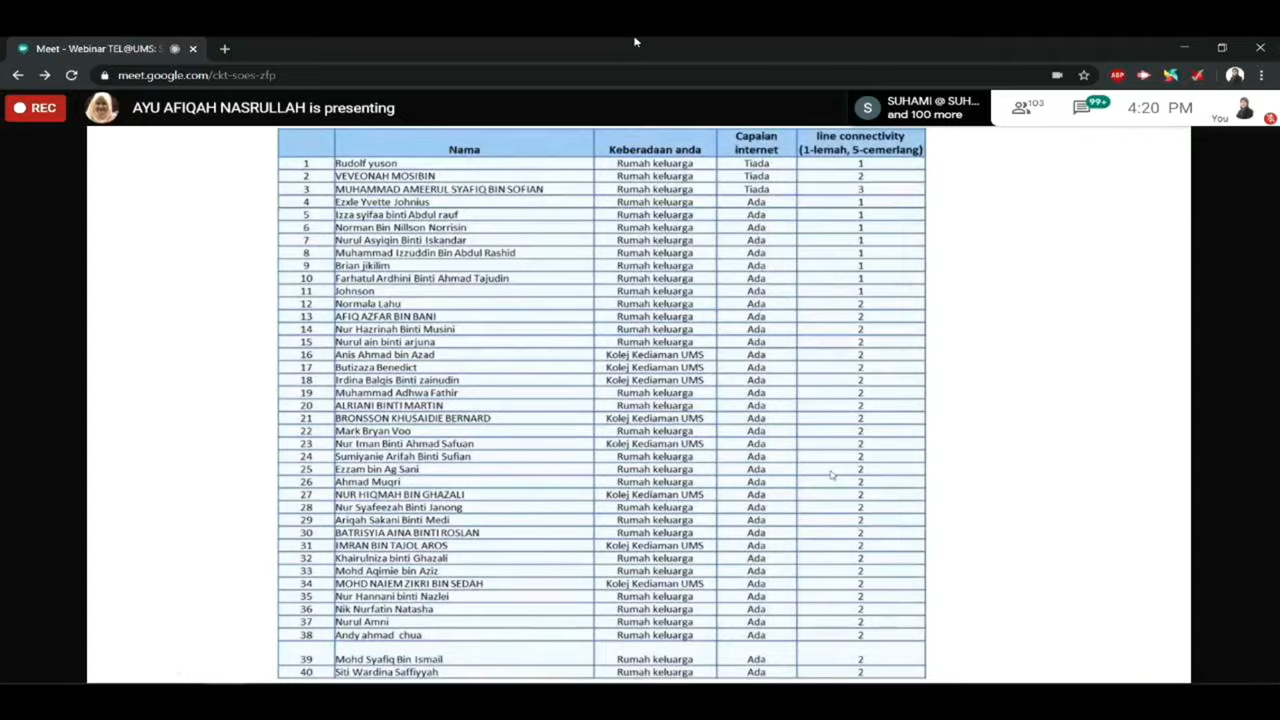 Meet - Webinar TEL@UMS: S
meet.google.com/ckt-soes-zfp
ABP
REC
AYU AFIQAH NASRULLAH is presenting
S SUHAMI @ SUH... and 100 more
103
99+
4:20 PM
You
Nama Keberadaan anda Capaian internet line connectivity (1-lemah, 5-cemerlang)
1 Rudolf yuson Rumah keluarga Tiada 1
2 VEVEONAH MOSIBIN Rumah keluarga Tiada 2
3 MUHAMMAD AMEERUL SYAFIQ BIN SOFIAN Rumah keluarga Tiada 3
4 Ezxle Yvette Johnius Rumah keluarga Ada 1
5 Izza syifaa binti Abdul rauf Rumah keluarga Ada 1
6 Norman Bin Nillson Norrisin Rumah keluarga Ada 1
7 Nurul Asyiqin Binti Iskandar Rumah keluarga Ada 1
8 Muhammad Izzuddin Bin Abdul Rashid Rumah keluarga Ada 1
9 Brian jikilim Rumah keluarga Ada 1
10 Farhatul Ardhini Binti Ahmad Tajudin Rumah keluarga Ada 1
11 Johnson Rumah keluarga Ada 1
12 Normala Lahu Rumah keluarga Ada 2
13 AFIQ AZFAR BIN BANI Rumah keluarga Ada 2
14 Nur Hazrinah Binti Musini Rumah keluarga Ada 2
15 Nurul ain binti arjuna Rumah keluarga Ada 2
16 Anis Ahmad bin Azad Kolej Kediaman UMS Ada 2
17 Butizaza Benedict Kolej Kediaman UMS Ada 2
18 Irdina Balqis Binti zainudin Kolej Kediaman UMS Ada 2
19 Muhammad Adhwa Fathir Rumah keluarga Ada 2
20 ALRIANI BINTI MARTIN Rumah keluarga Ada 2
21 BRONSSON KHUSAIDIE BERNARD Kolej Kediaman UMS Ada 2
22 Mark Bryan Voo Rumah keluarga Ada 2
23 Nur Iman Binti Ahmad Safuan Kolej Kediaman UMS Ada 2
24 Sumiyanie Arifah Binti Sufian Rumah keluarga Ada 2
25 Ezzam bin Ag Sani Rumah keluarga Ada 2
26 Ahmad Muqri Rumah keluarga Ada 2
27 NUR HIQMAH BIN GHAZALI Kolej Kediaman UMS Ada 2
28 Nur Syafeezah Binti Janong Rumah keluarga Ada 2
29 Ariqah Sakani Binti Medi Rumah keluarga Ada 2
30 BATRISYIA AINA BINTI ROSLAN Rumah keluarga Ada 2
31 IMRAN BIN TAJOL AROS Kolej Kediaman UMS Ada 2
32 Khairulniza binti Ghazali Rumah keluarga Ada 2
33 Mohd Aqimie bin Aziz Rumah keluarga Ada 2
34 MOHD NAIEM ZIKRI BIN SEDAH Kolej Kediaman UMS Ada 2
35 Nur Hannani binti Nazlei Rumah keluarga Ada 2
36 Nik Nurfatin Natasha Rumah keluarga Ada 2
37 Nurul Amni Rumah keluarga Ada 2
38 Andy ahmad chua Rumah keluarga Ada 2
39 Mohd Syafiq Bin Ismail Rumah keluarga Ada 2
40 Siti Wardina Saffiyyah Rumah keluarga Ada 2